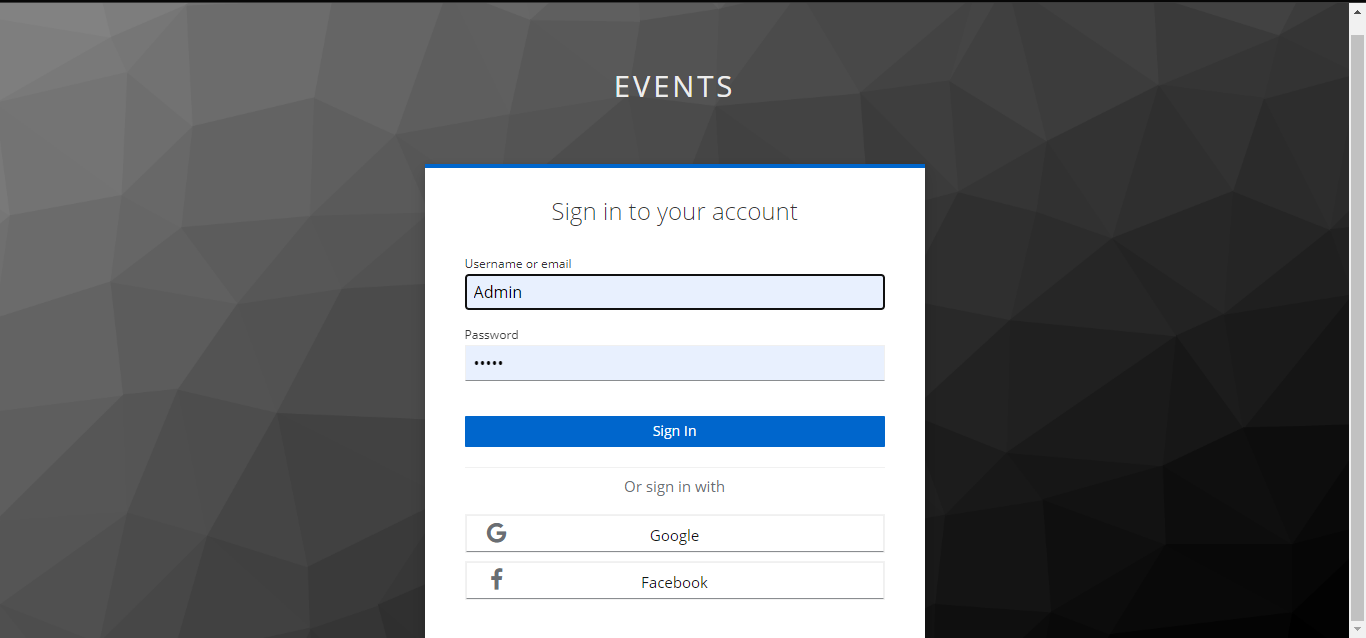 EVENTS
Sign in to your account
Username or email
Admin
Password
•••••
Sign In
Or sign in with
Google
Facebook